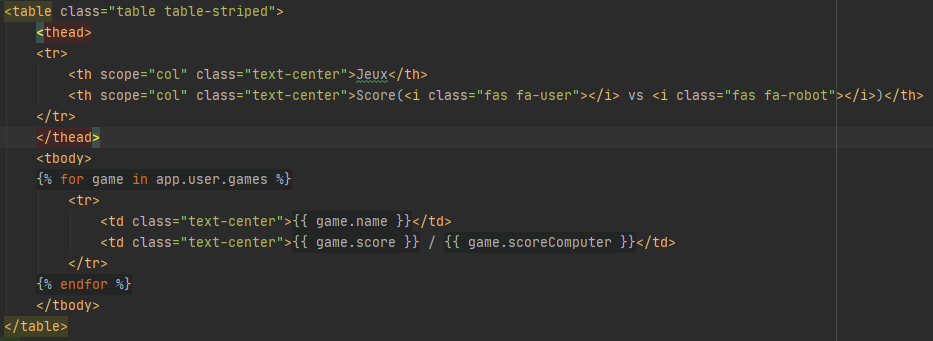 <table class="table table-striped">
    <thead>
    <tr>
        <th scope="col" class="text-center">Jeux</th>
        <th scope="col" class="text-center">Score(<i class="fas fa-user"></i> vs <i class="fas fa-robot"></i>)</th>
    </tr>
    </thead>
    <tbody>
    {% for game in app.user.games %}
        <tr>
            <td class="text-center">{{ game.name }}</td>
            <td class="text-center">{{ game.score }} / {{ game.scoreComputer }}</td>
        </tr>
    {% endfor %}
    </tbody>
</table>